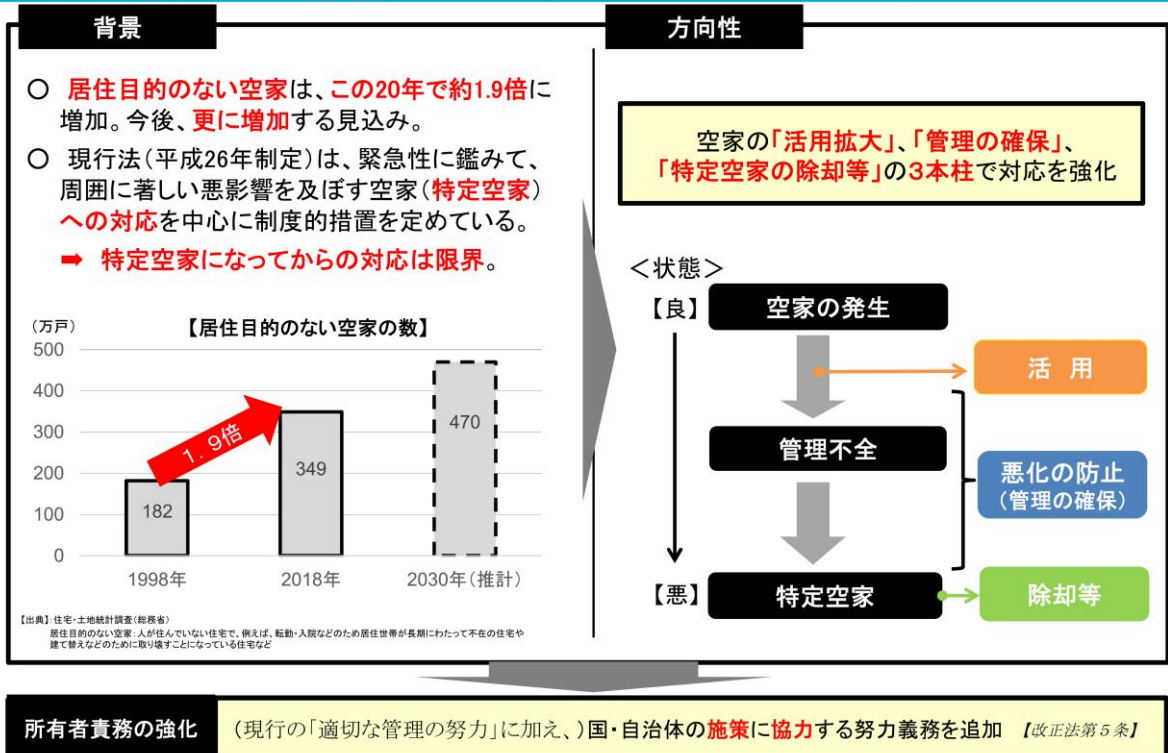 背景
○ 居住目的のない空家は、この20年で約1.9倍に
増加。今後、更に増加する見込み。
○ 現行法（平成26年制定）は、緊急性に鑑みて、
周囲に著しい悪影響を及ぼす空家（特定空家）
への対応を中心に制度的措置を定めている。
➡ 特定空家になってからの対応は限界。
（万戸）
【居住目的のない空家の数】
500
400
300
200
100
0
1.9倍
182
349
470
1998年
2018年
2030年（推計）
【出典】：住宅・土地統計調査（総務省）
居住目的のない空家：人が住んでいない住宅で、例えば、転勤・入院などのため居住世帯が長期にわたって不在の住宅や
建て替えなどのために取り壊すことになっている住宅など
方向性
空家の「活用拡大」、「管理の確保」、
「特定空家の除却等」の3本柱で対応を強化
＜状態＞
【良】
空家の発生
活 用
管理不全
悪化の防止
（管理の確保）
【悪】
特定空家
除却等
所有者責務の強化
（現行の「適切な管理の努力」に加え、）国・自治体の施策に協力する努力義務を追加 【改正法第５条】